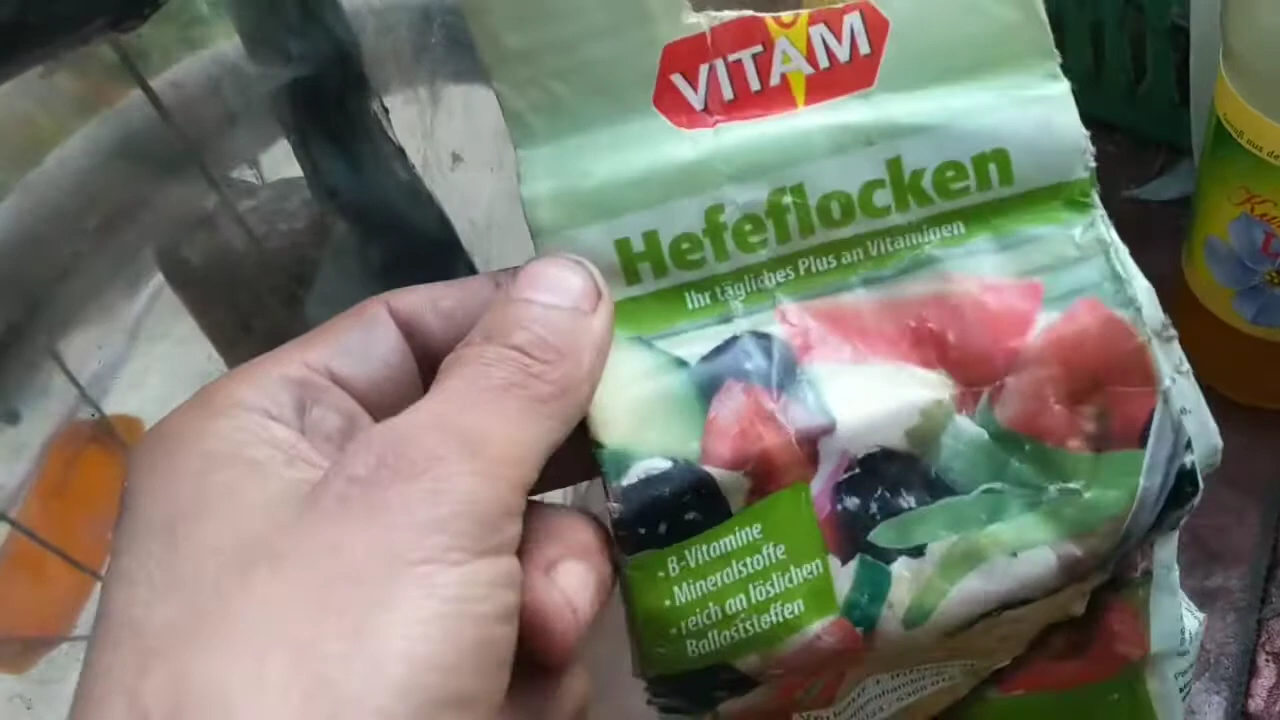 VITAM
Hefeflocken
Ihr tägliches Plus an Vitaminen
• B-Vitamine
• Mineralstoffe
• reich an löslichen
Ballaststoffen